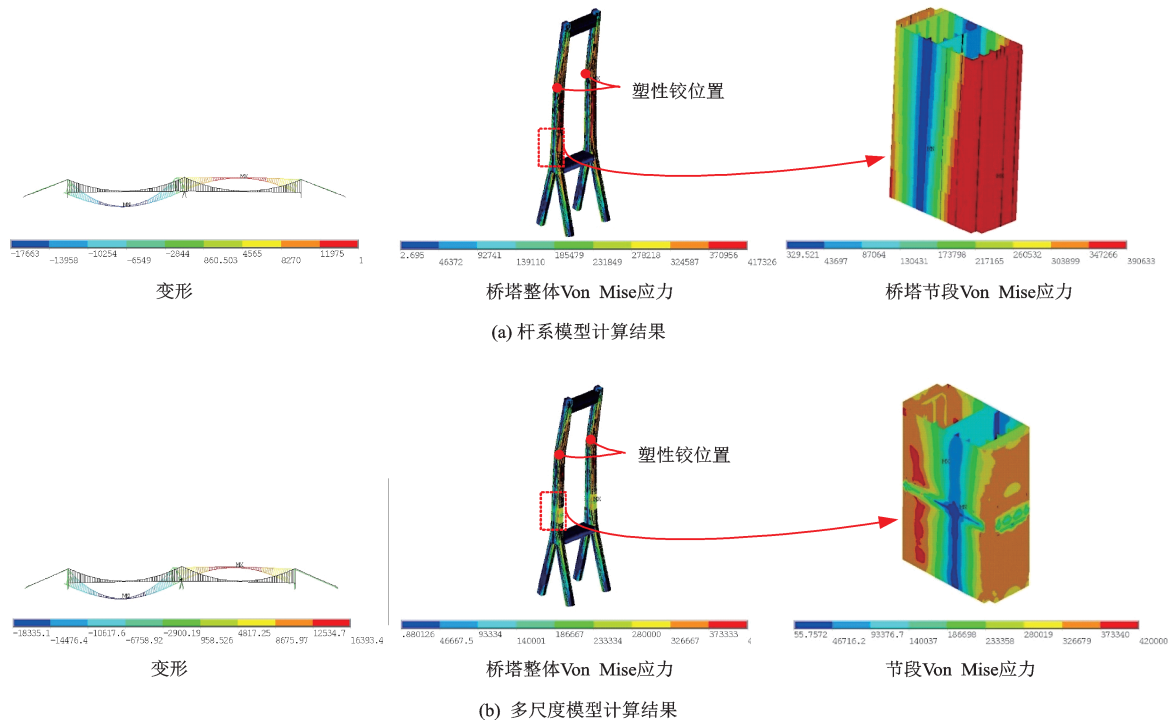 塑性铰位置
-17663 -10254 -2844 4565 11975
-13958 -6549 860.503 8270 1
2.695 92741 185479 278218 370956
46372 139110 231849 324587 417326
329.521 87064 173798 260532 347266
43697 130431 217165 303899 390633
变形
桥塔整体Von Mise应力
桥塔节段Von Mise应力
(a) 杆系模型计算结果
塑性铰位置
-18335.1 -10617.6 -2900.19 4817.25 12534.7
-14476.4 -6758.92 958.526 8675.97 16393.4
.880126 93334 186667 280000 373333
46667.5 140001 233334 326667
55.7572 93376.7 186698 280019 373340
46716.2 140037 233358 326679 420000
变形
桥塔整体Von Mise应力
节段Von Mise应力
(b) 多尺度模型计算结果